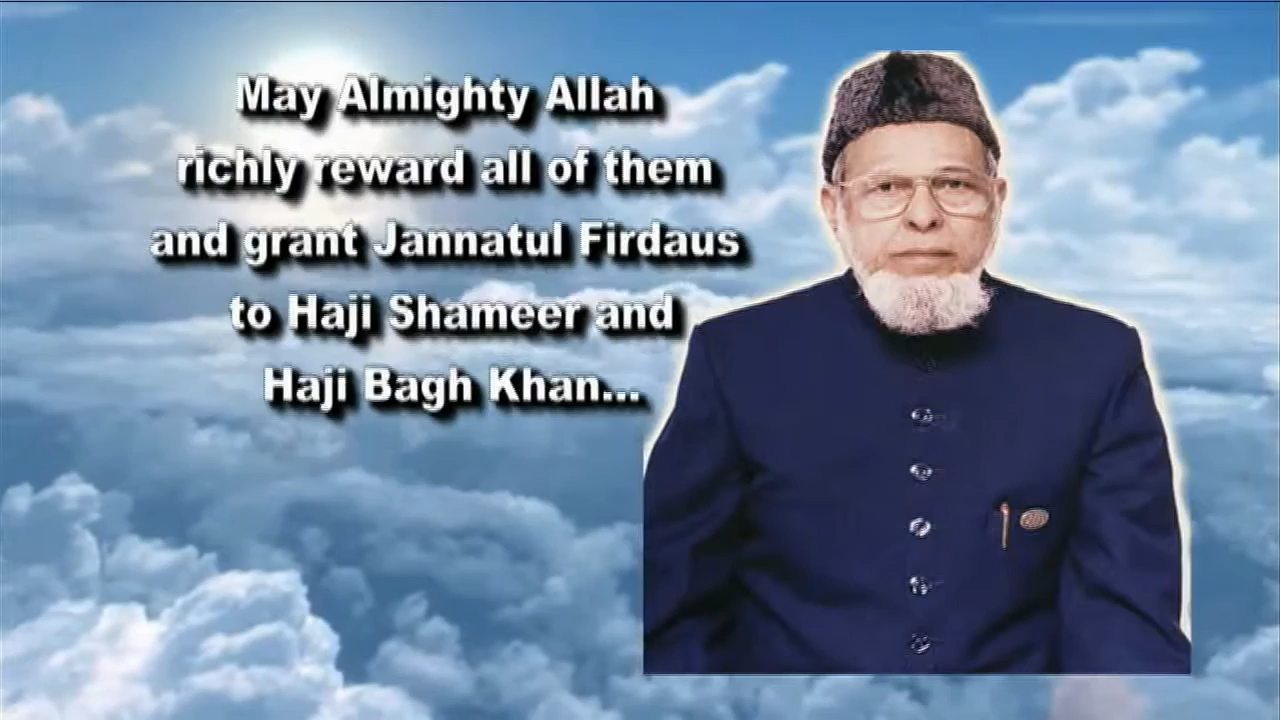 May Almighty Allah
richly reward all of them
and grant Jannatul Firdaus
to Haji Shameer and
Haji Bagh Khan...